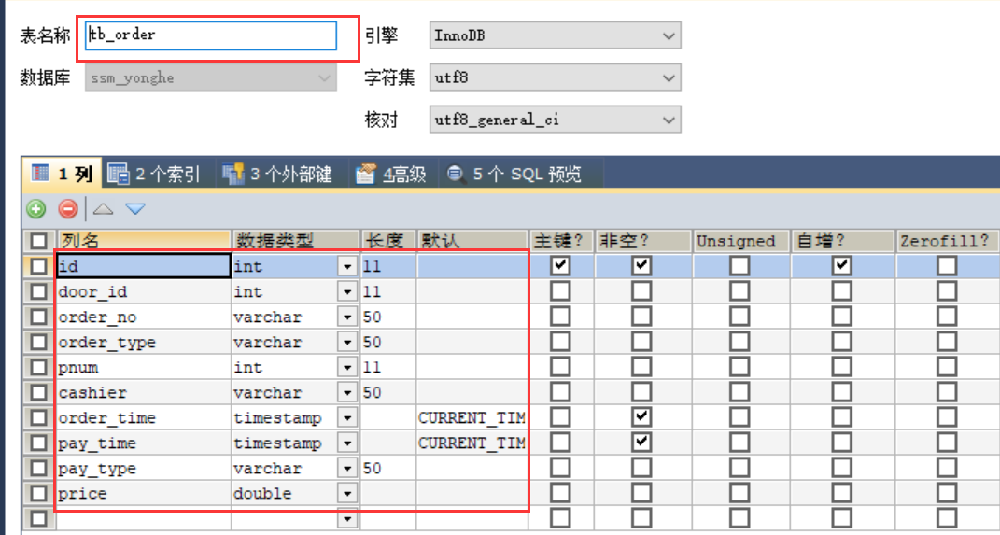 表名称 tb_order 引擎 InnoDB
数据库 ssm_yonghe 字符集 utf8
核对 utf8_general_ci
1 列 2 个索引 3 个外部键 4高级 5 个 SQL 预览
列名 数据类型 长度 默认 主键? 非空? Unsigned 自增? Zerofill?
id int 11
door_id int 11
order_no varchar 50
order_type varchar 50
pnum int 11
cashier varchar 50
order_time timestamp CURRENT_TIM
pay_time timestamp CURRENT_TIM
pay_type varchar 50
price double